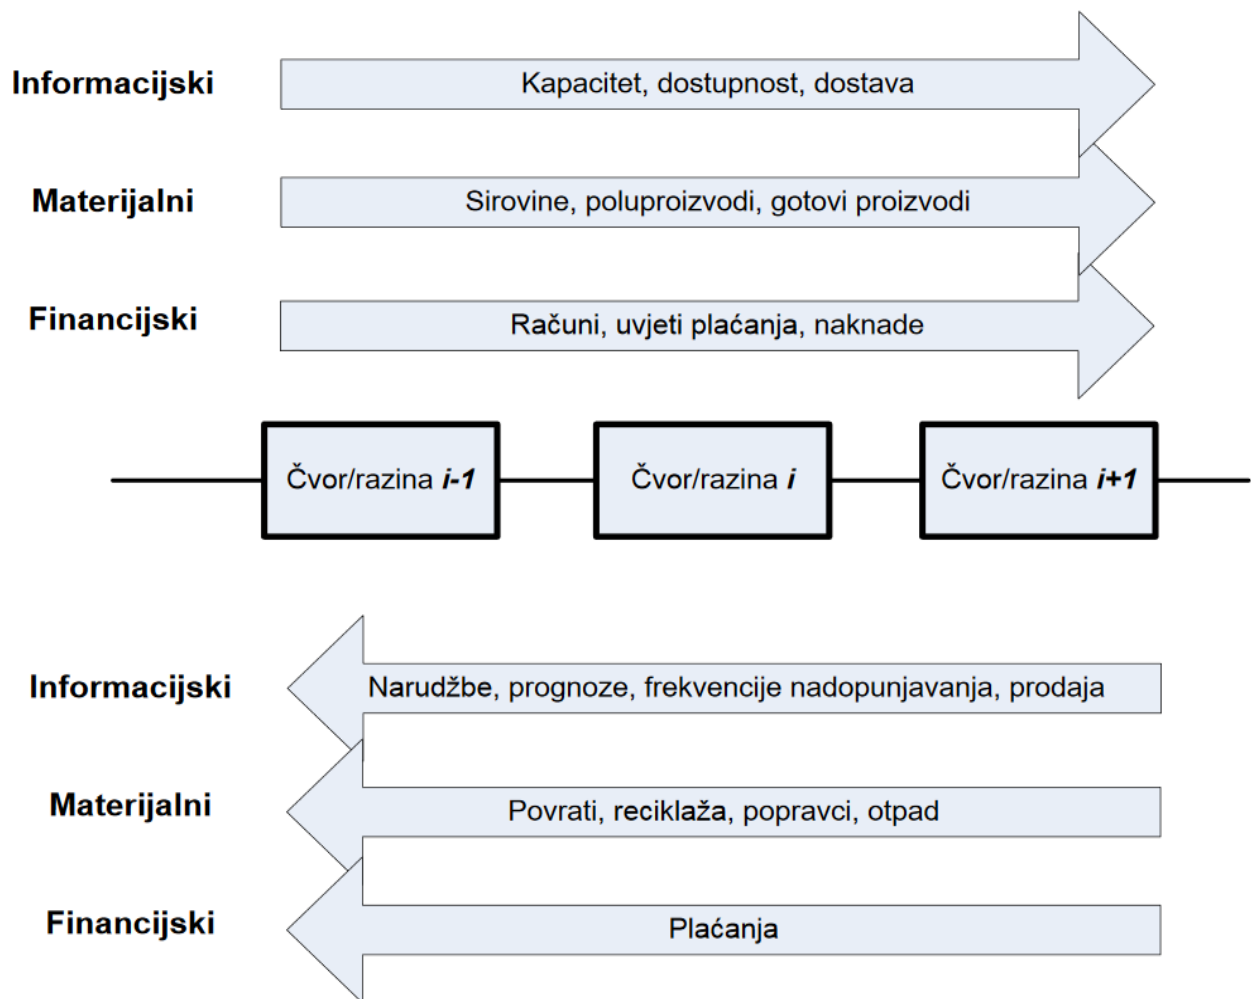 Informacijski
Kapacitet, dostupnost, dostava
Materijalni
Sirovine, poluproizvodi, gotovi proizvodi
Financijski
Računi, uvjeti plaćanja, naknade
Čvor/razina i-1
Čvor/razina i
Čvor/razina i+1
Informacijski
Narudžbe, prognoze, frekvencije nadopunjavanja, prodaja
Materijalni
Povrati, reciklaža, popravci, otpad
Financijski
Plaćanja